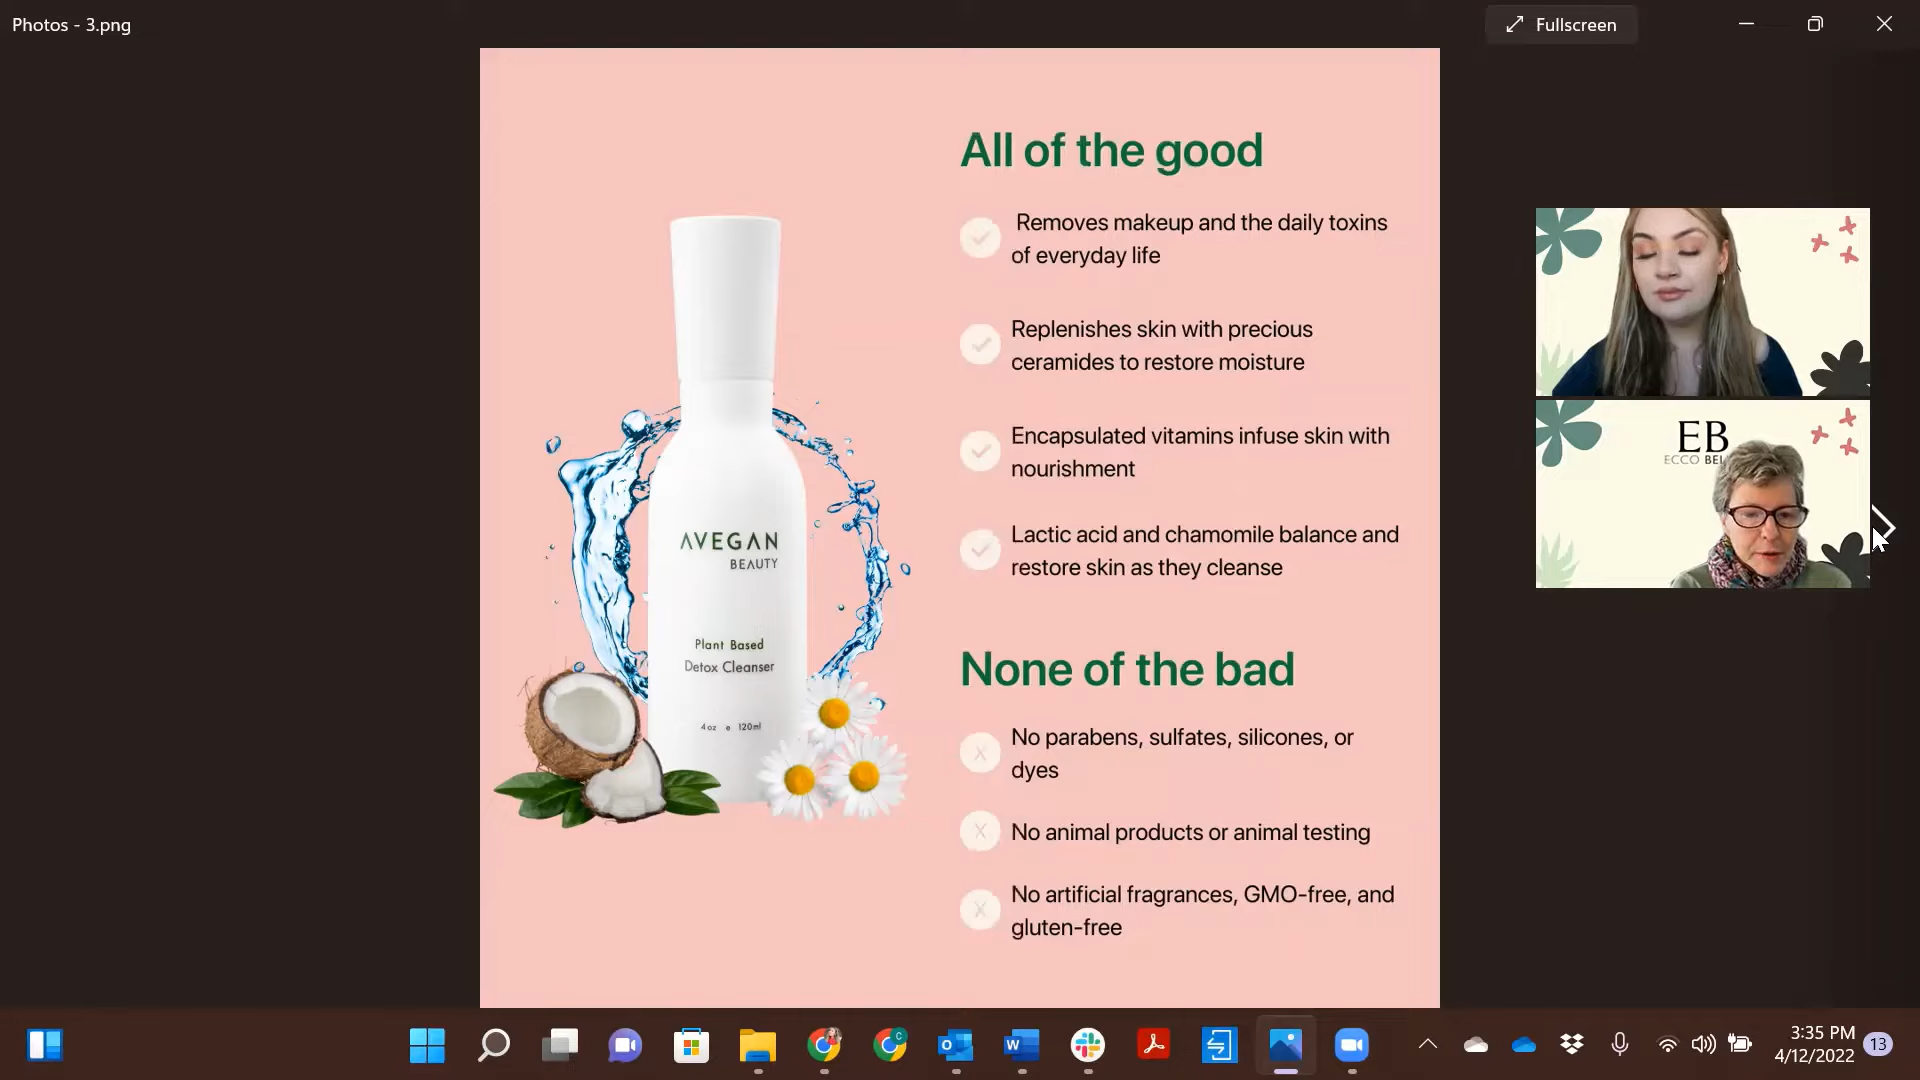 Photos - 3.png
Fullscreen
All of the good
Removes makeup and the daily toxins
of everyday life
Replenishes skin with precious
ceramides to restore moisture
Encapsulated vitamins infuse skin with
nourishment
Lactic acid and chamomile balance and
restore skin as they cleanse
None of the bad
No parabens, sulfates, silicones, or
dyes
No animal products or animal testing
No artificial fragrances, GMO-free, and
gluten-free
AVEGAN
BEAUTY
Plant Based
Detox Cleanser
4oz e 120ml
EB
ECCO BEL
3:35 PM
4/12/2022
13